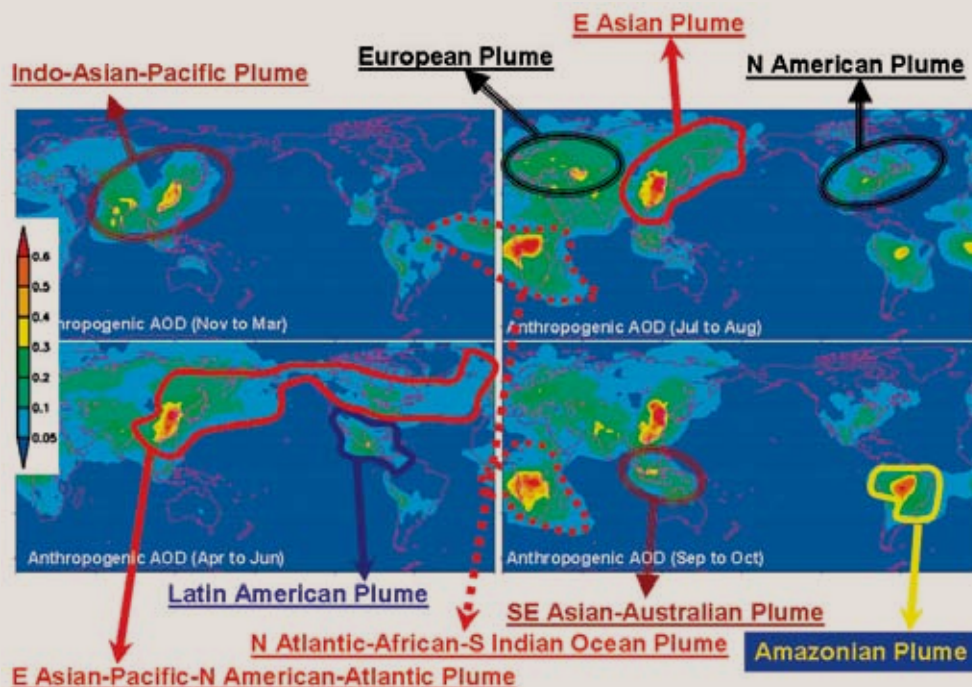 E Asian Plume
European Plume
N American Plume
Indo-Asian-Pacific Plume
0.6
0.5
0.4
0.3
0.2
0.1
0.05
hropogenic AOD (Nov to Mar)
Anthropogenic AOD (Jul to Aug)
Anthropogenic AOD (Apr to Jun)
Anthropogenic AOD (Sep to Oct)
Latin American Plume
SE Asian-Australian Plume
N Atlantic-African-S Indian Ocean Plume
Amazonian Plume
E Asian-Pacific-N American-Atlantic Plume